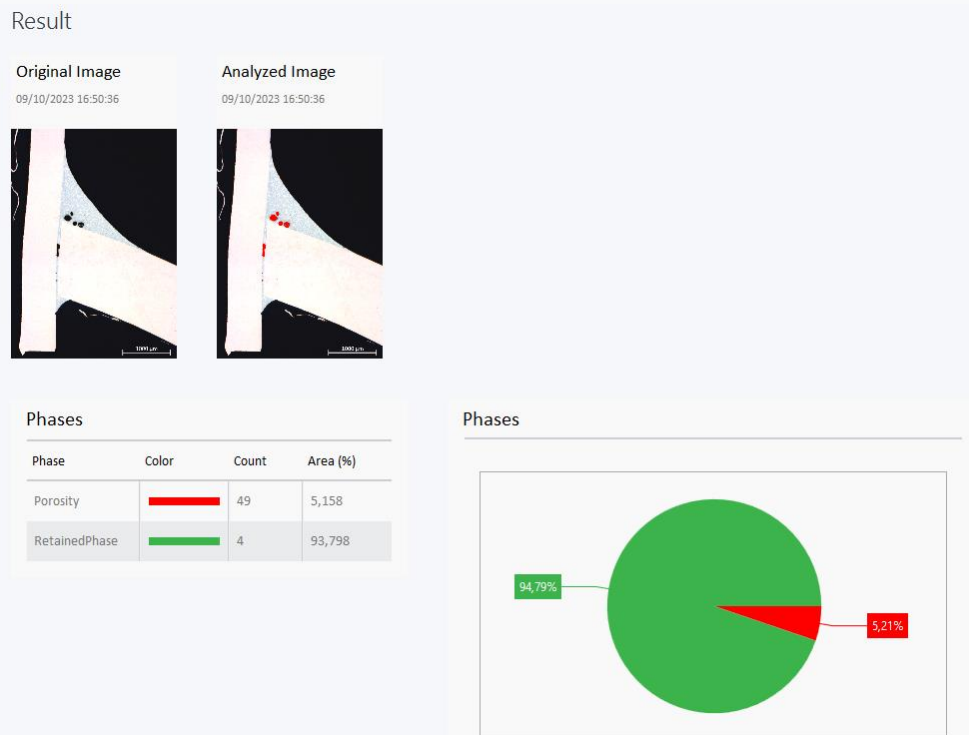 Result
Original Image
09/10/2023 16:50:36
Analyzed Image
09/10/2023 16:50:36
1000 µm
1000 µm
Phases
Phase Color Count Area (%)
Porosity 49 5,158
RetainedPhase 4 93,798
Phases
94,79%
5,21%